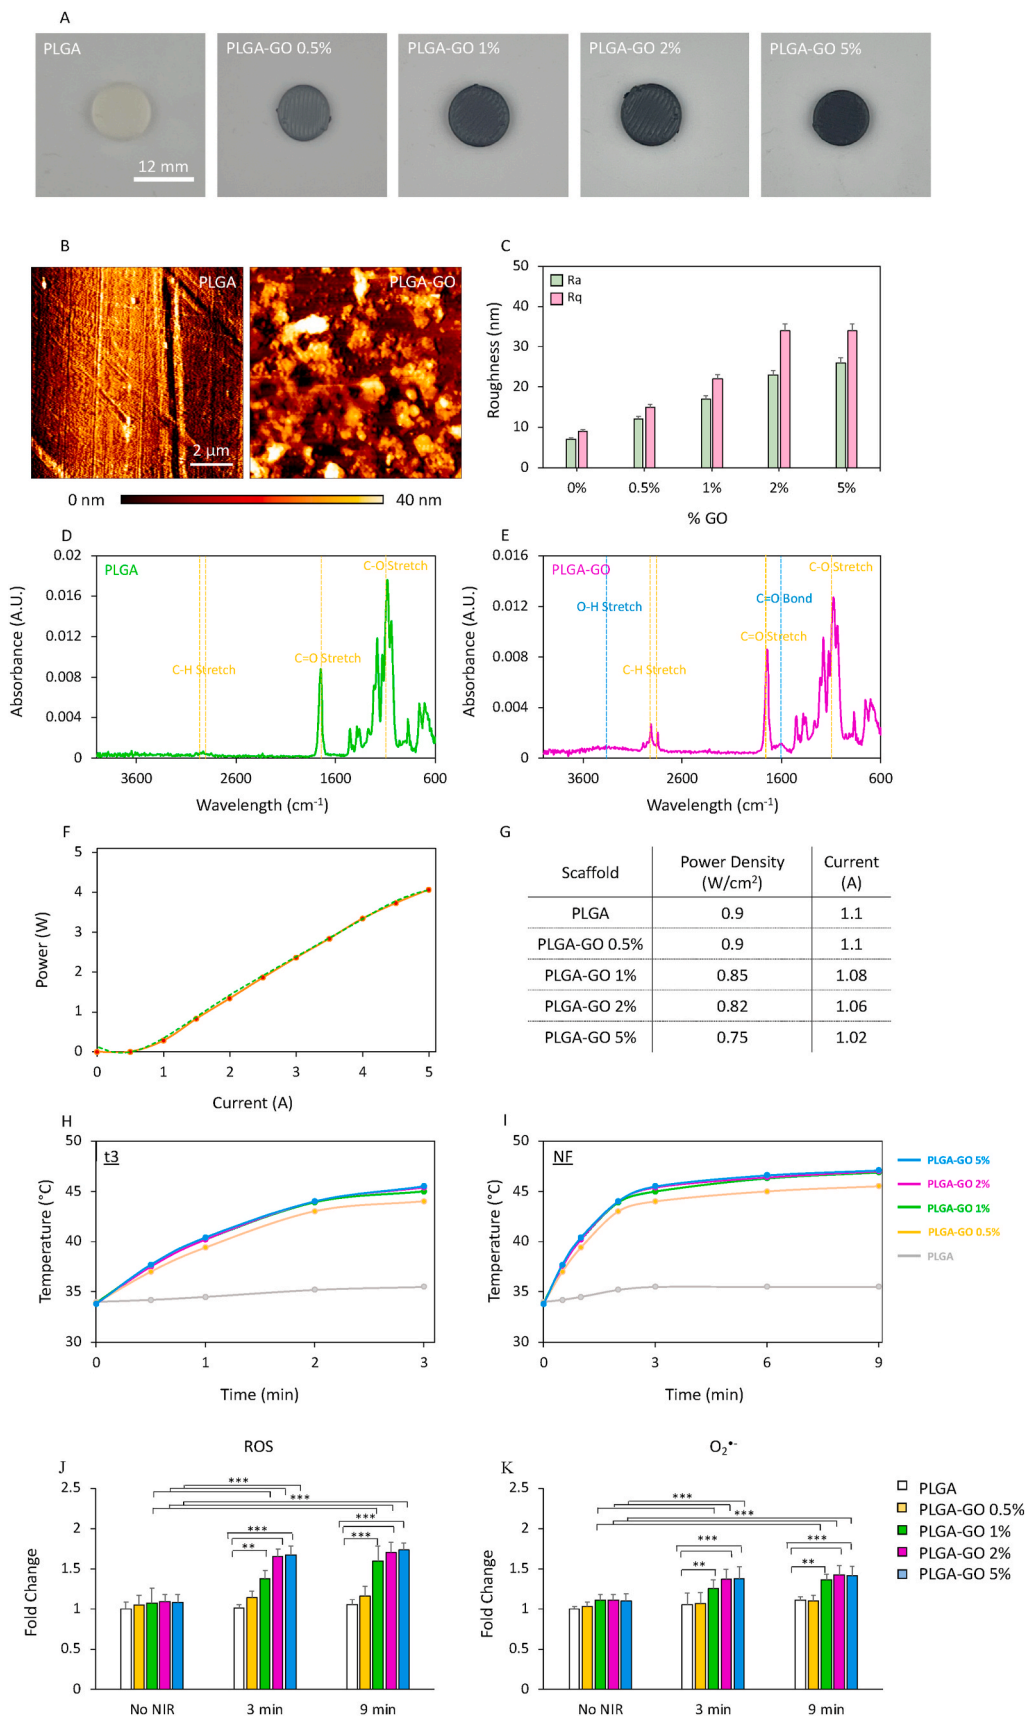 A
PLGA
PLGA-GO 0.5%
PLGA-GO 1%
PLGA-GO 2%
PLGA-GO 5%
12 mm
B
PLGA
PLGA-GO
2 µm
0 nm
40 nm
C
Ra
Rq
Roughness (nm)
50
40
30
20
10
0
0%
0.5%
1%
2%
5%
% GO
D
PLGA
C-O Stretch
C=O Stretch
C-H Stretch
Absorbance (A.U.)
0.02
0.016
0.012
0.008
0.004
0
3600
2600
1600
600
Wavelength (cm⁻¹)
E
PLGA-GO
C-O Stretch
C=O Bond
O-H Stretch
C=O Stretch
C-H Stretch
Absorbance (A.U.)
0.016
0.012
0.008
0.004
0
3600
2600
1600
600
Wavelength (cm⁻¹)
F
Power (W)
5
4
3
2
1
0
0
1
2
3
4
5
Current (A)
G
Scaffold
Power Density (W/cm²)
Current (A)
PLGA 0.9 1.1
PLGA-GO 0.5% 0.9 1.1
PLGA-GO 1% 0.85 1.08
PLGA-GO 2% 0.82 1.06
PLGA-GO 5% 0.75 1.02
H
t3
Temperature (°C)
50
45
40
35
30
0
1
2
3
Time (min)
I
NF
Temperature (°C)
50
45
40
35
30
0
3
6
9
Time (min)
PLGA-GO 5%
PLGA-GO 2%
PLGA-GO 1%
PLGA-GO 0.5%
PLGA
J
ROS
Fold Change
2.5
2
1.5
1
0.5
0
***
***
***
**
***
***
No NIR
3 min
9 min
K
O₂•-
Fold Change
2.5
2
1.5
1
0.5
0
***
***
***
**
***
**
No NIR
3 min
9 min
PLGA
PLGA-GO 0.5%
PLGA-GO 1%
PLGA-GO 2%
PLGA-GO 5%